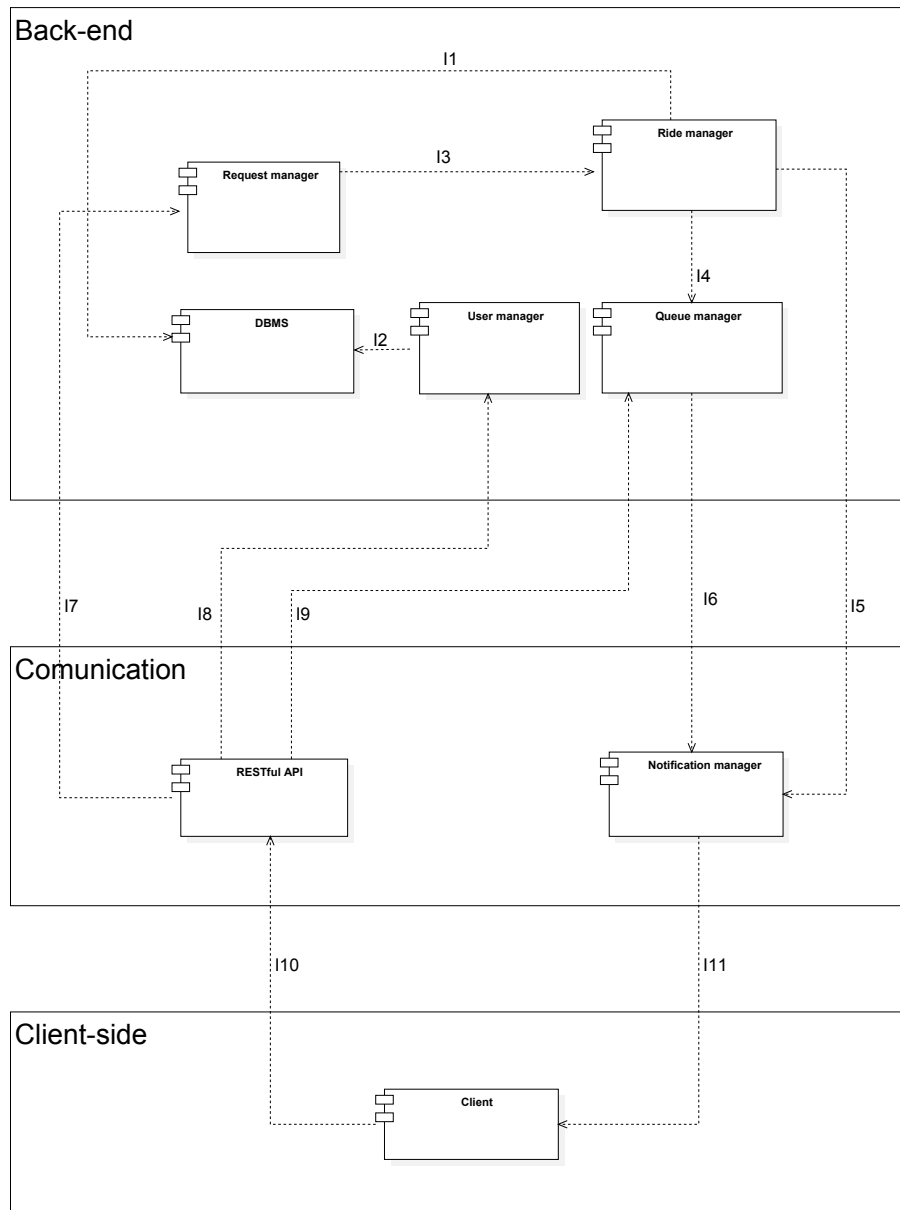 Back-end
I1
Ride manager
I3
Request manager
I4
DBMS
I2
User manager
Queue manager
I7
I8
I9
I6
I5
Comunication
RESTful API
Notification manager
I10
I11
Client-side
Client